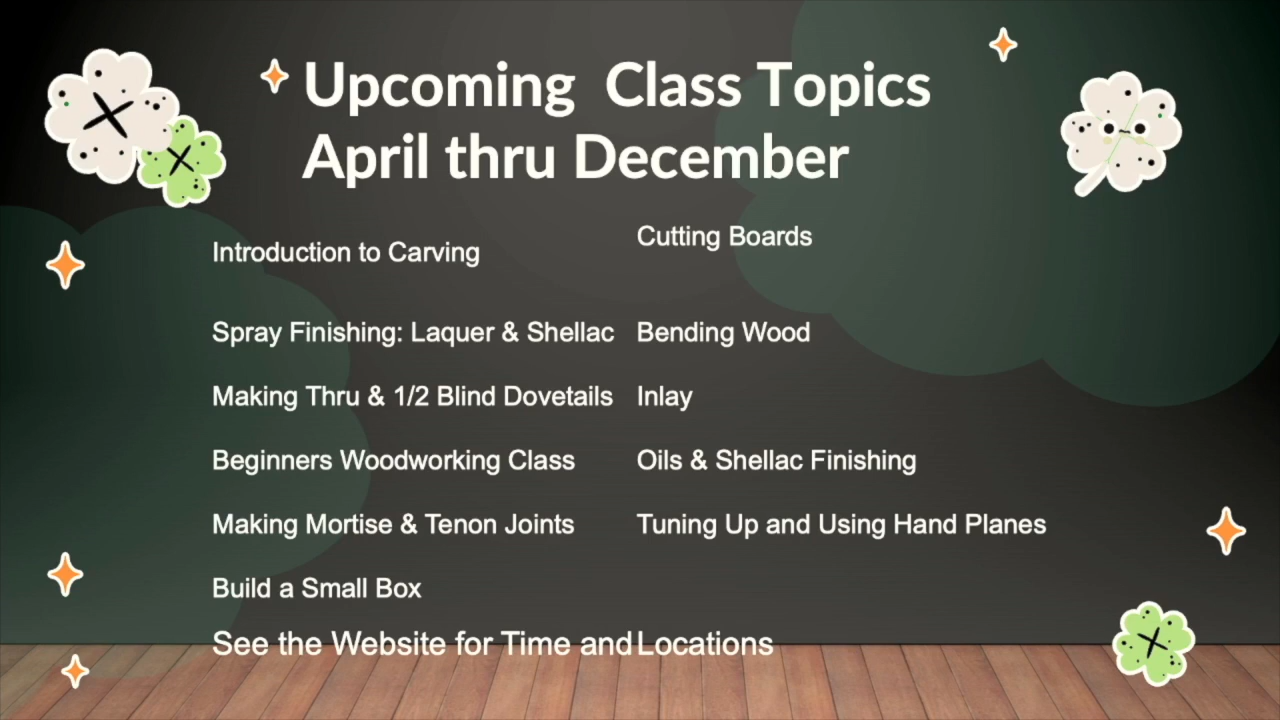 Upcoming Class Topics
April thru December
Introduction to Carving
Cutting Boards
Spray Finishing: Laquer & Shellac
Bending Wood
Making Thru & 1/2 Blind Dovetails
Inlay
Beginners Woodworking Class
Oils & Shellac Finishing
Making Mortise & Tenon Joints
Tuning Up and Using Hand Planes
Build a Small Box
See the Website for Time and Locations